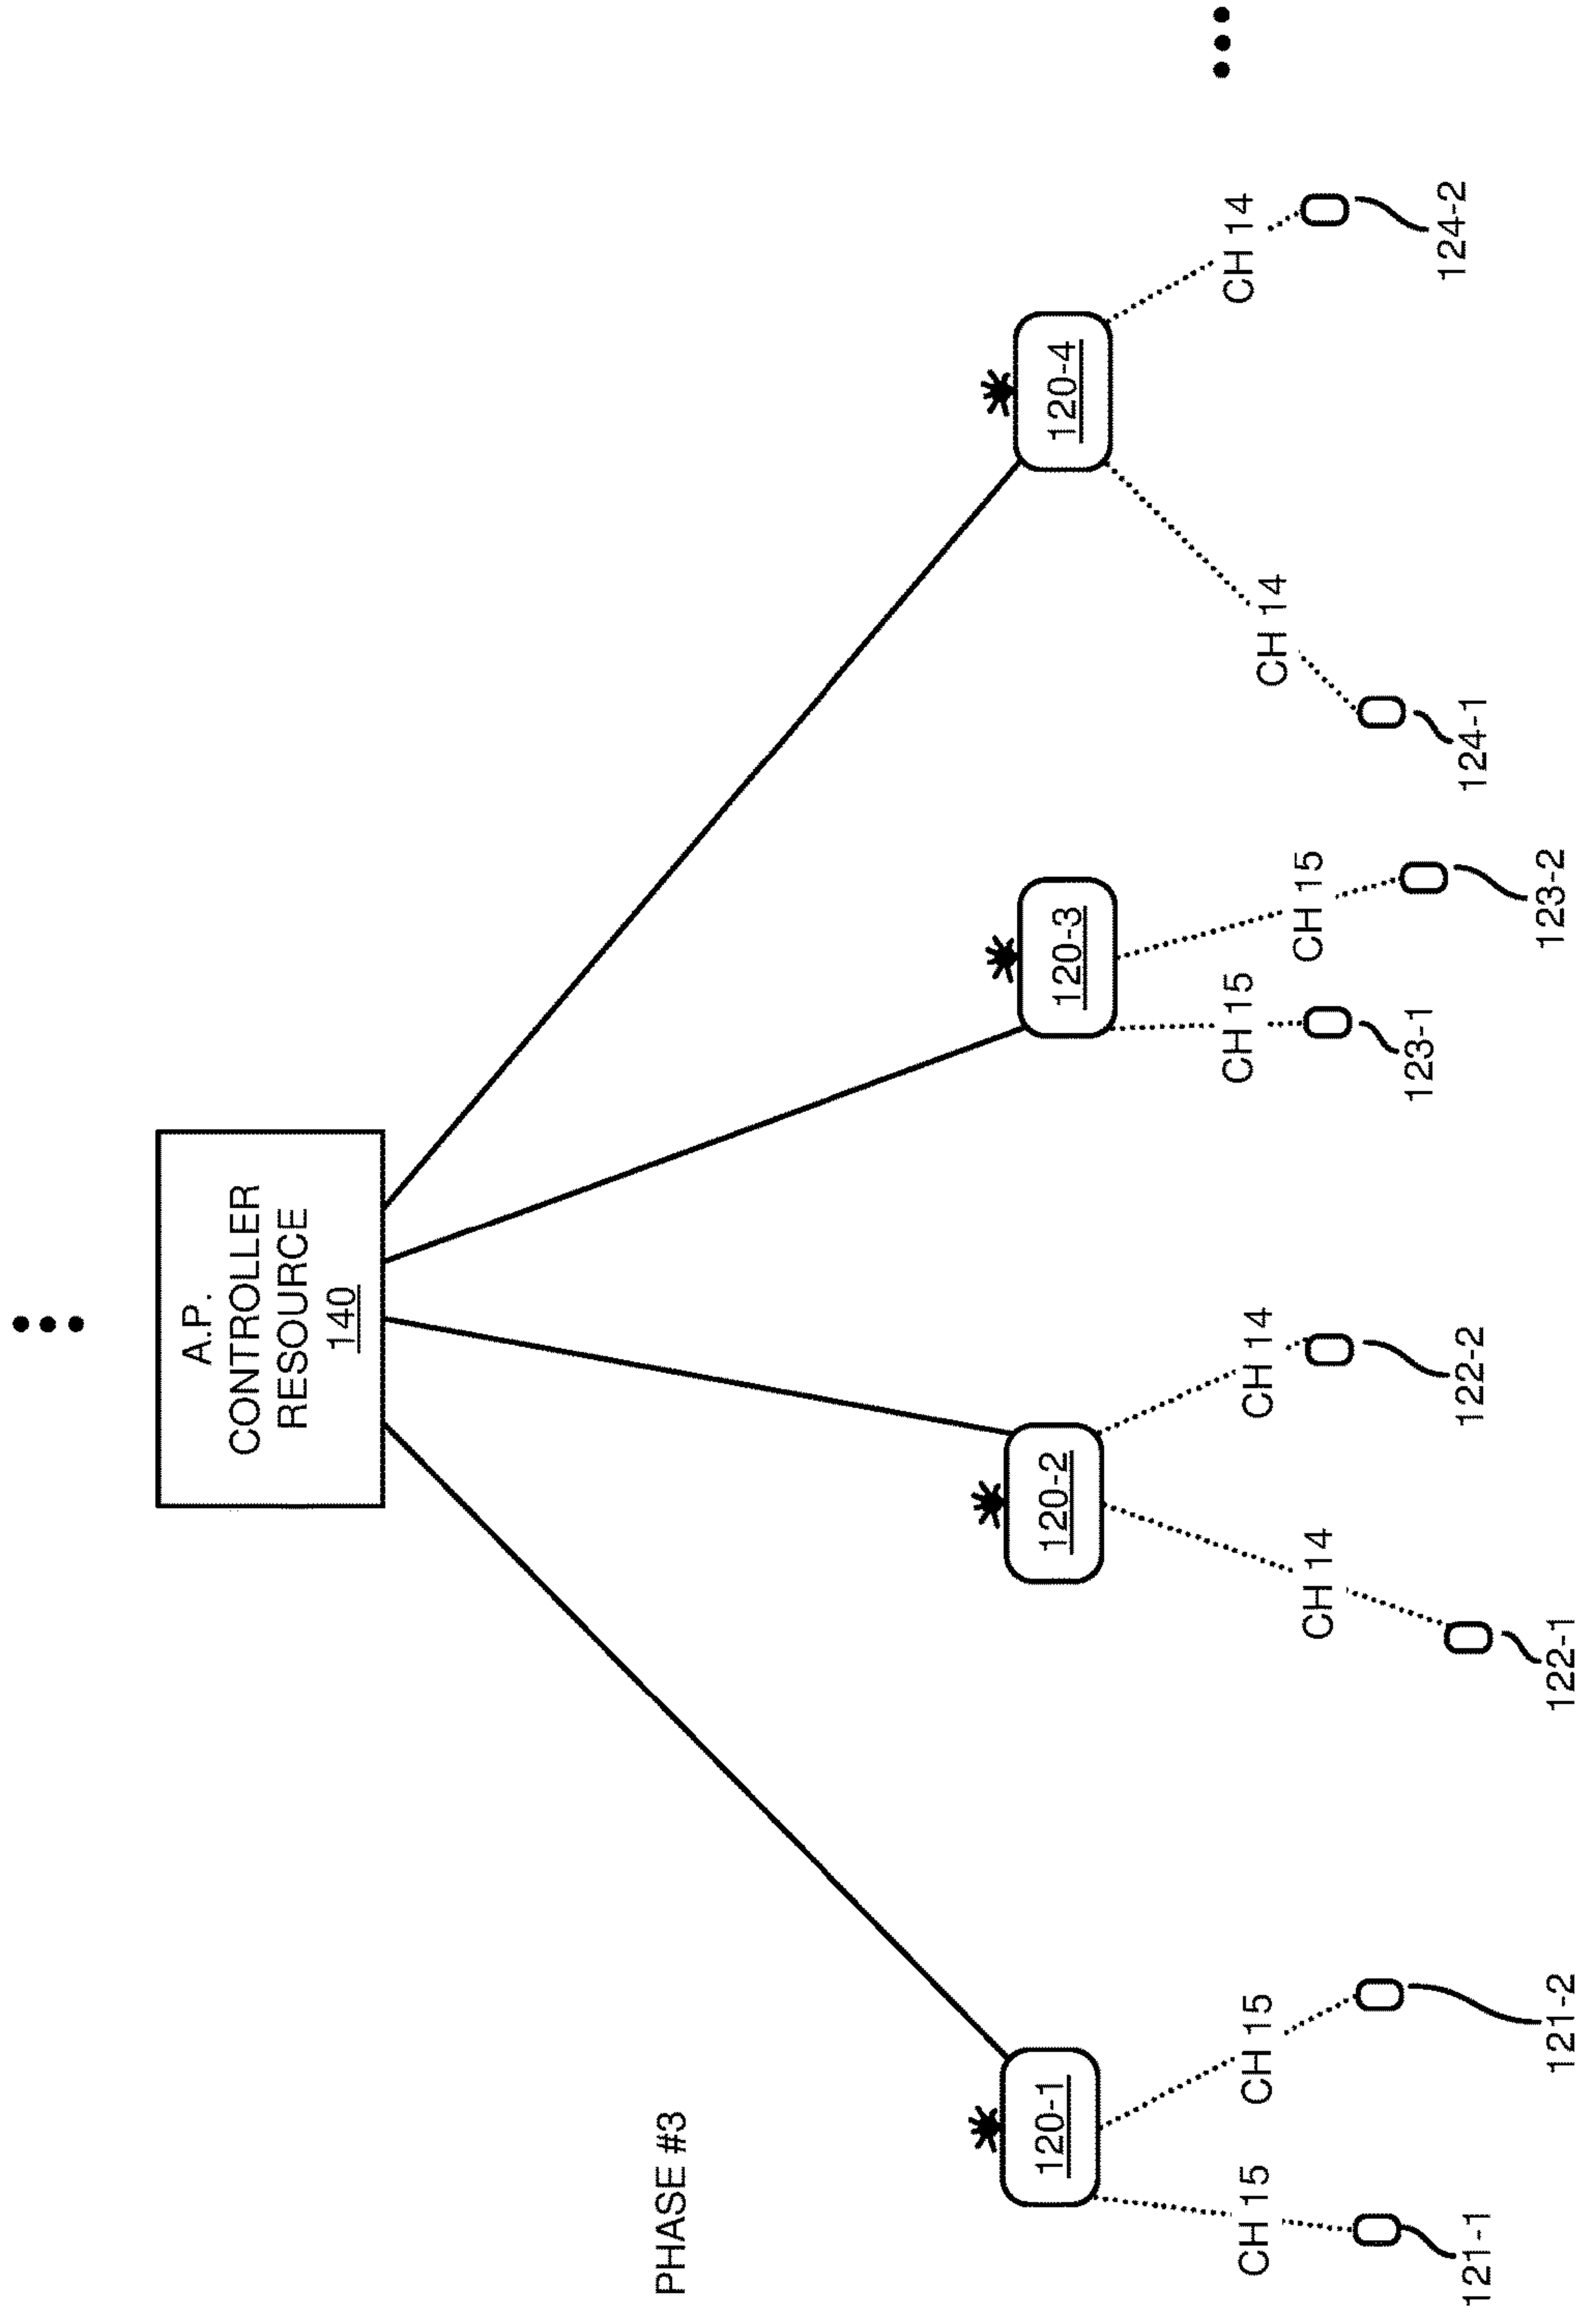 A.P.
CONTROLLER
RESOURCE
140
PHASE #3
120-1
120-2
120-3
120-4
CH 15
CH 15
CH 14
CH 14
CH 15
CH 15
CH 14
CH 14
121-1
121-2
122-1
122-2
123-1
123-2
124-1
124-2